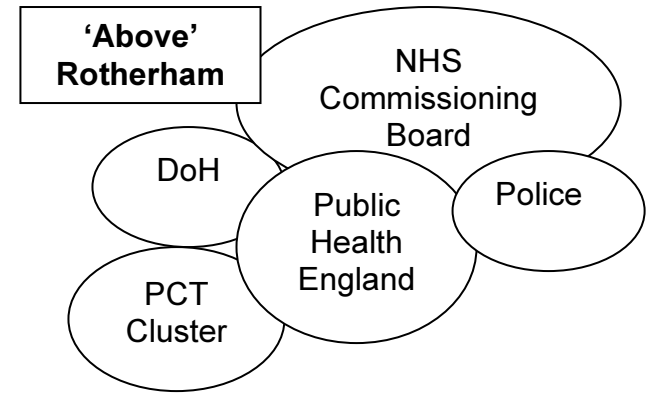 ‘Above’
Rotherham
NHS
Commissioning
Board
DoH
Police
Public
Health
England
PCT
Cluster